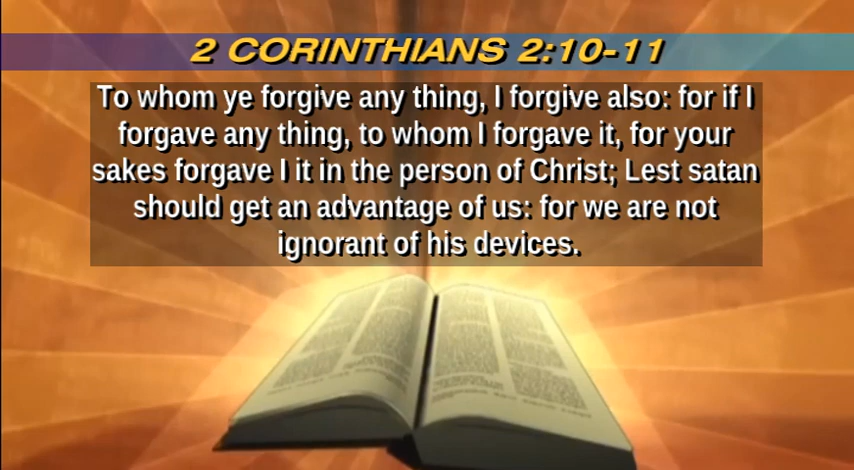 2 CORINTHIANS 2:10-11
To whom ye forgive any thing, I forgive also: for if I
forgave any thing, to whom I forgave it, for your
sakes forgave I it in the person of Christ; Lest satan
should get an advantage of us: for we are not
ignorant of his devices.